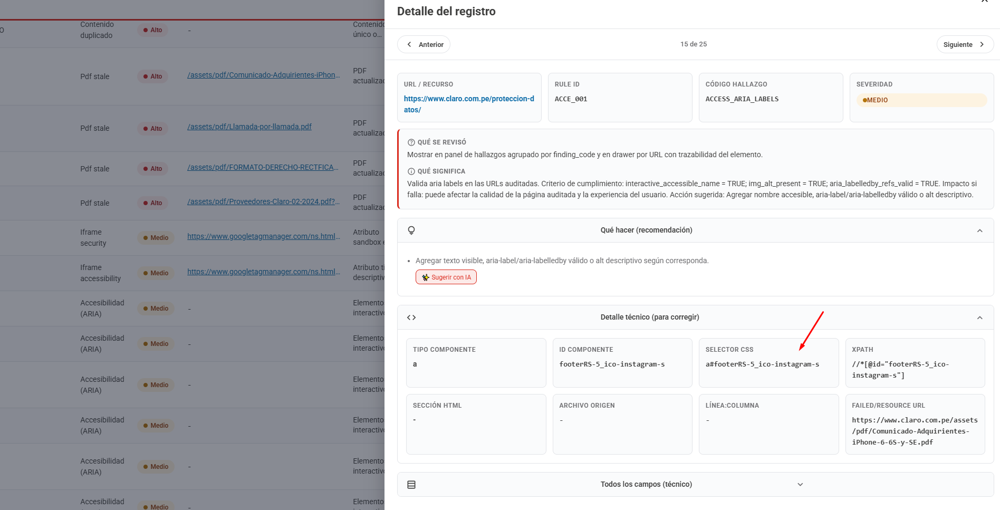 Detalle del registro
Anterior
15 de 25
Siguiente
URL / RECURSO
https://www.claro.com.pe/proteccion-d
atos/
RULE ID
ACCE_001
CÓDIGO HALLAZGO
ACCESS_ARIA_LABELS
SEVERIDAD
MEDIO
QUÉ SE REVISÓ
Mostrar en panel de hallazgos agrupado por finding_code y en drawer por URL con trazabilidad del elemento.
QUÉ SIGNIFICA
Valida aria labels en las URLs auditadas. Criterio de cumplimiento: interactive_accessible_name = TRUE; img_alt_present = TRUE; aria_labelledby_refs_valid = TRUE. Impacto si
falla: puede afectar la calidad de la página auditada y la experiencia del usuario. Acción sugerida: Agregar nombre accesible, aria-label/aria-labelledby válido o alt descriptivo.
Qué hacer (recomendación)
• Agregar texto visible, aria-label/aria-labelledby válido o alt descriptivo según corresponda.
Sugerir con IA
Detalle técnico (para corregir)
TIPO COMPONENTE
a
ID COMPONENTE
footerRS-5_ico-instagram-s
SELECTOR CSS
a#footerRS-5_ico-instagram-s
XPATH
//*[@id="footerRS-5_ico-
instagram-s"]
SECCIÓN HTML
-
ARCHIVO ORIGEN
-
LÍNEA:COLUMNA
-
FAILED/RESOURCE URL
https://www.claro.com.pe/assets
/pdf/Comunicado-Adquirientes-
iPhone-6-6S-y-SE.pdf
Todos los campos (técnico)
O
Contenido
duplicado
Alto
-
Contenido
único o...
Pdf stale
Alto
/assets/pdf/Comunicado-Adquirientes-iPhon...
PDF
actualizad
Pdf stale
Alto
/assets/pdf/Llamada-por-llamada.pdf
PDF
actualizad
Pdf stale
Alto
/assets/pdf/FORMATO-DERECHO-RECTFICA...
PDF
actualizad
Pdf stale
Alto
/assets/pdf/Proveedores-Claro-02-2024.pdf?...
PDF
actualizad
Iframe
security
Medio
https://www.googletagmanager.com/ns.html...
Atributo
sandbox e
Iframe
accessibility
Medio
https://www.googletagmanager.com/ns.html...
Atributo ti
descriptiv
Accesibilidad
(ARIA)
Medio
-
Elemento
interactiv
Accesibilidad
(ARIA)
Medio
-
Elemento
interactiv
Accesibilidad
(ARIA)
Medio
-
Elemento
interactiv
Accesibilidad
(ARIA)
Medio
-
Elemento
interactiv
Accesibilidad
(ARIA)
Medio
-
Elemento
interactiv
Accesibilidad
Medio
-
Elemento